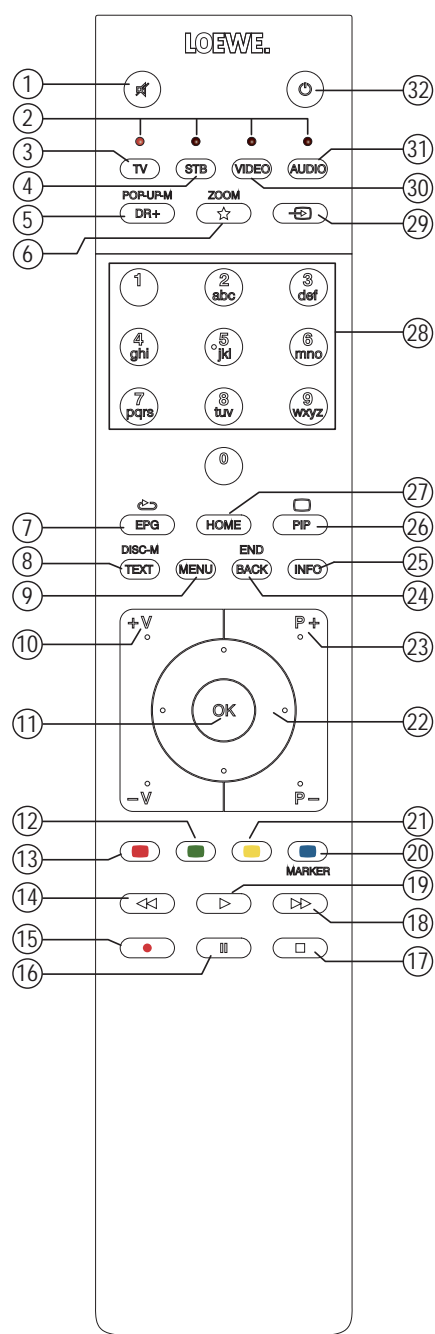 LOEWE.
1 32
2
3 TV STB VIDEO AUDIO 31
4 30
POP-UP-M ZOOM
5 DR+ 29
6
1 2 3
abc def
28
4 5 6
ghi jkl mno
7 8 9
pqrs tuv wxyz
0
27
7 EPG HOME PIP 26
DISC-M END
8 TEXT MENU BACK INFO 25
9 24
+V P+
10 23
11 OK 22
−V P−
12 21
13 20
MARKER
14 19
18
15
16 17